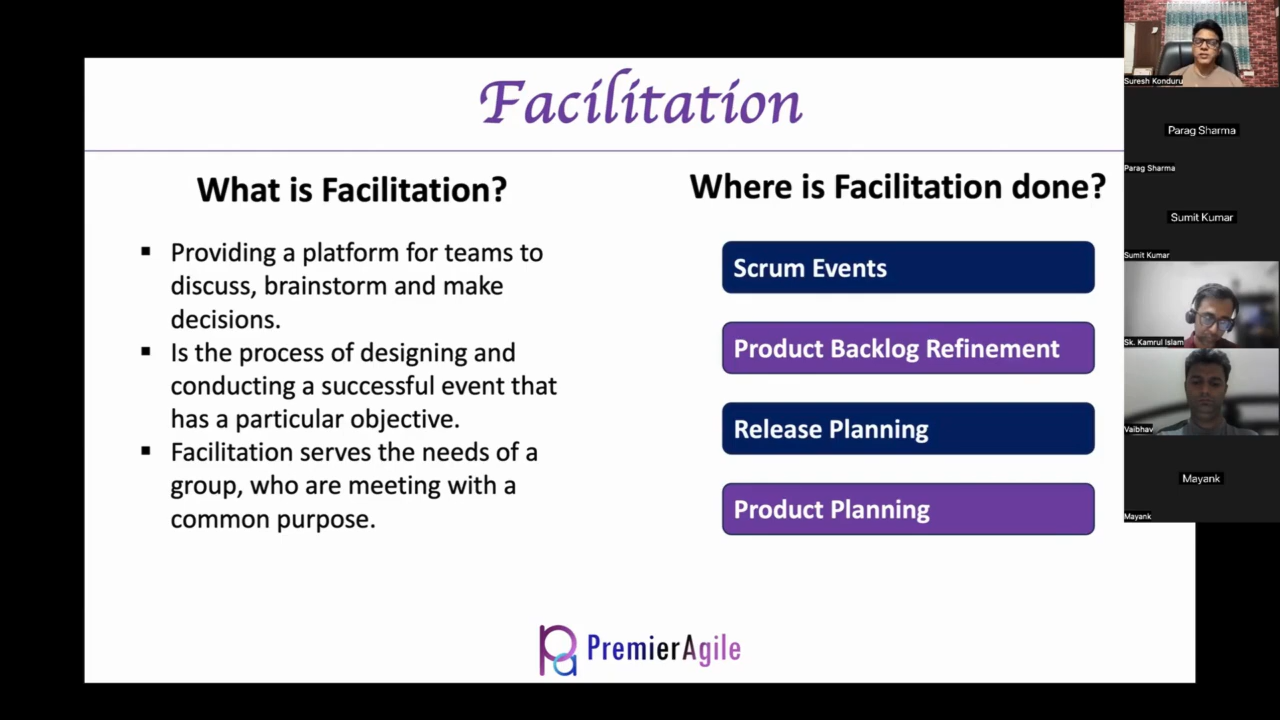 Facilitation
What is Facilitation?
▪ Providing a platform for teams to
discuss, brainstorm and make
decisions.
▪ Is the process of designing and
conducting a successful event that
has a particular objective.
▪ Facilitation serves the needs of a
group, who are meeting with a
common purpose.
Where is Facilitation done?
Scrum Events
Product Backlog Refinement
Release Planning
Product Planning
PremierAgile
Suresh Konduru
Parag Sharma
Parag Sharma
Sumit Kumar
Sumit Kumar
Sk. Kamrul Islam
Vaibhav
Mayank
Mayank